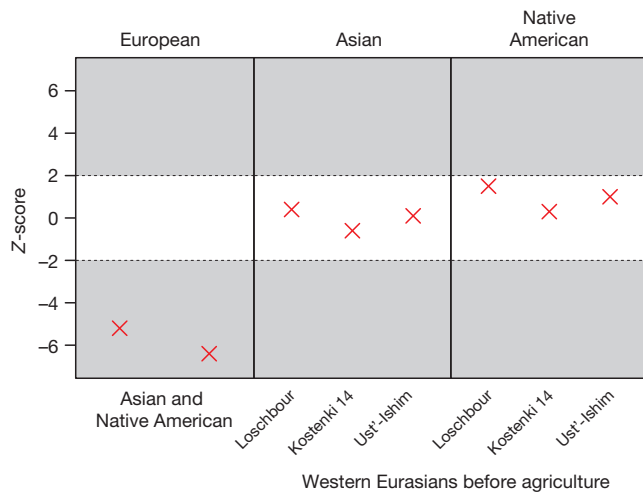 European
Asian
Native
American
6
4
2
0
–2
–4
–6
Z-score
Asian and
Native American
Loschbour
Kostenki 14
Ust'-Ishim
Loschbour
Kostenki 14
Ust'-Ishim
Western Eurasians before agriculture